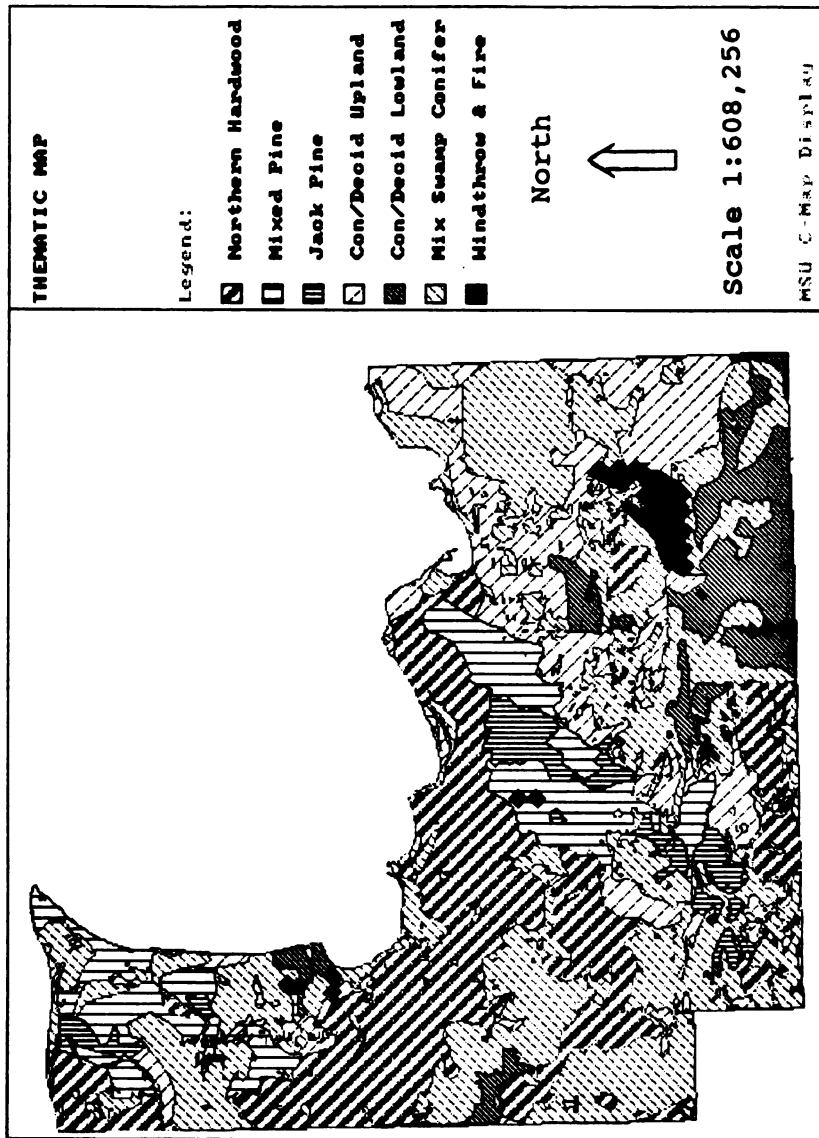 THEMATIC MAP
Legend:
Northern Hardwood
Mixed Pine
Jack Pine
Con/Decid Upland
Con/Decid Lowland
Mix Swamp Conifer
Windthrow & Fire
North
Scale 1:608,256
MSU C-Map Display